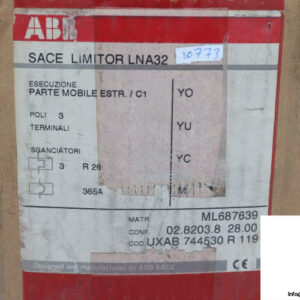 ABB
SACE LIMITOR LNA32
10773
ESECUZIONE
PARTE MOBILE ESTR. / C1
YO
POLI 3
TERMINALI
YU
SGANCIATORI
3 R 26
YC
365A
M
MATR. ML687639
CONF. 02.8203.8 28.00
COD UXAB 744530 R 119
Designed and manufactured by ABB SACE
CE
Info